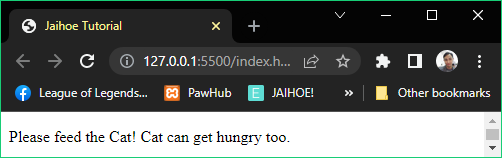 Jaihoe Tutorial
127.0.0.1:5500/index.h...
League of Legends... PawHub JAIHOE! » Other bookmarks
Please feed the Cat! Cat can get hungry too.